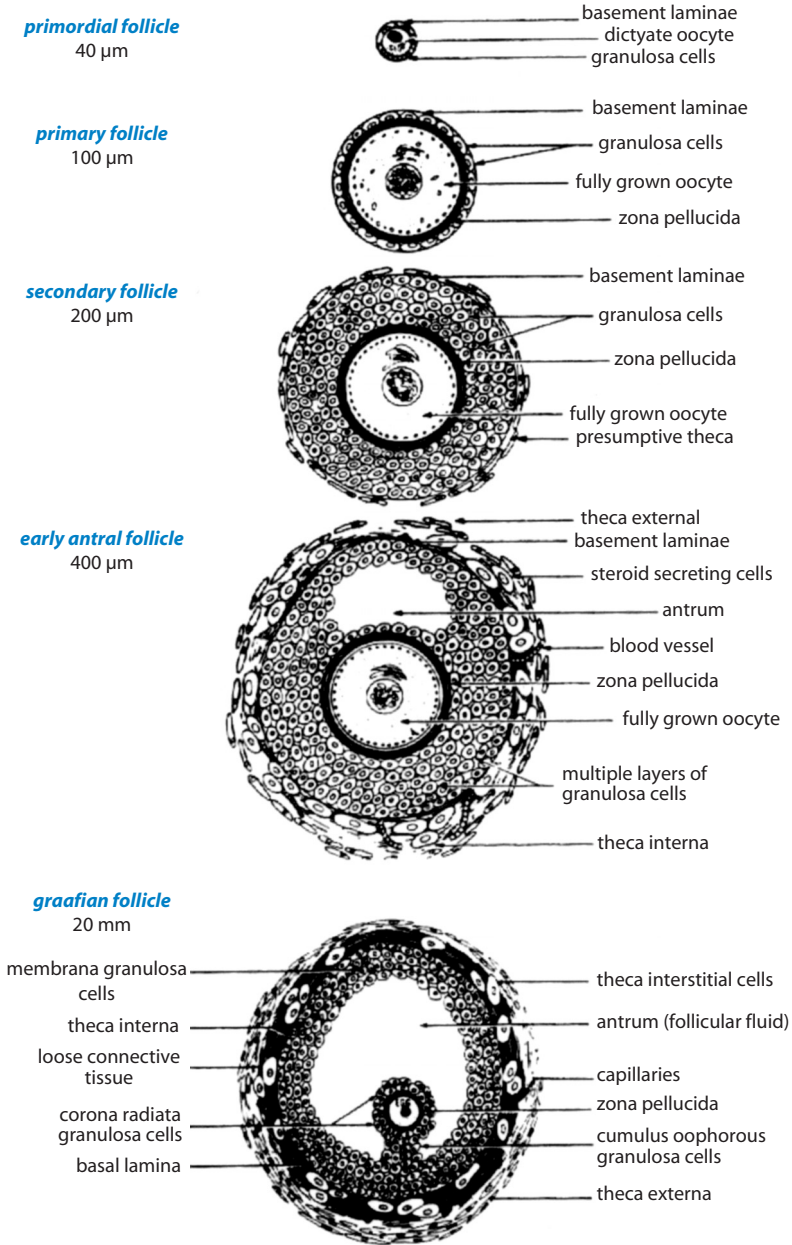 primordial follicle
40 µm
basement laminae
dictyate oocyte
granulosa cells
primary follicle
100 µm
basement laminae
granulosa cells
fully grown oocyte
zona pellucida
secondary follicle
200 µm
basement laminae
granulosa cells
zona pellucida
fully grown oocyte
presumptive theca
early antral follicle
400 µm
theca external
basement laminae
steroid secreting cells
antrum
blood vessel
zona pellucida
fully grown oocyte
multiple layers of
granulosa cells
theca interna
graafian follicle
20 mm
membrana granulosa
cells
theca interna
loose connective
tissue
corona radiata
granulosa cells
basal lamina
theca interstitial cells
antrum (follicular fluid)
capillaries
zona pellucida
cumulus oophorous
granulosa cells
theca externa